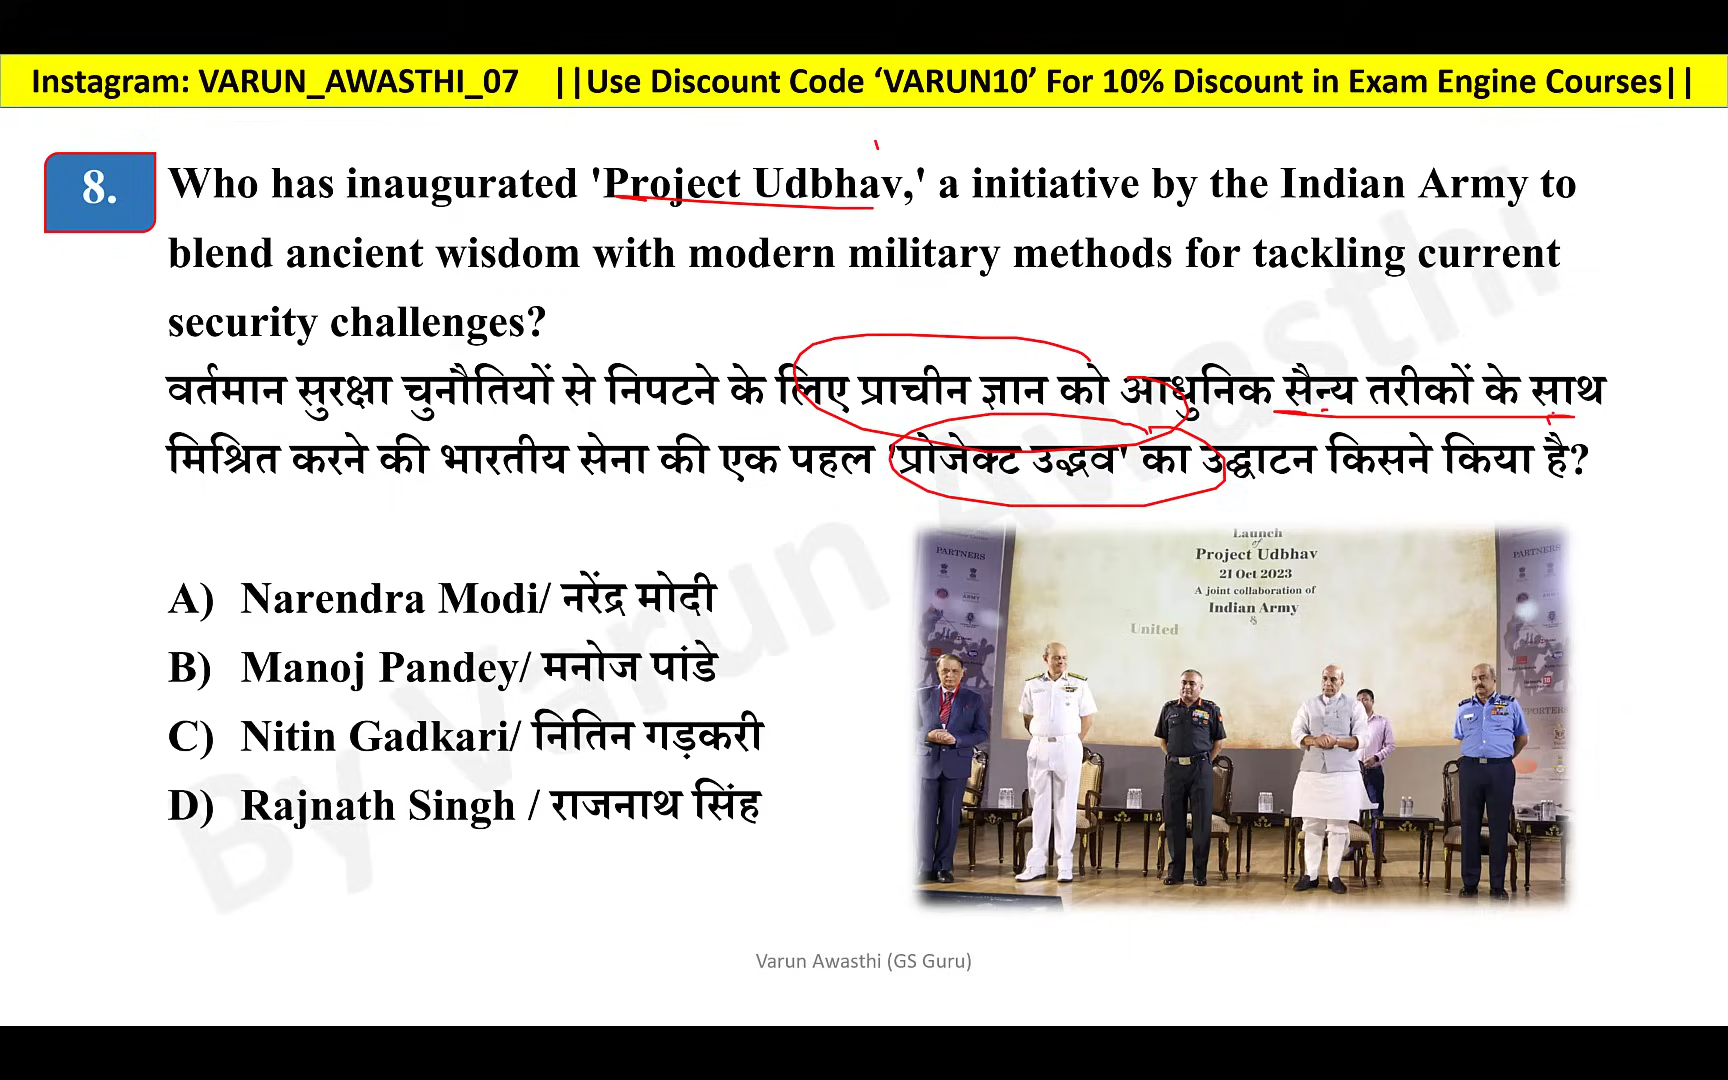 Instagram: VARUN_AWASTHI_07 ||Use Discount Code ‘VARUN10’ For 10% Discount in Exam Engine Courses||
8. Who has inaugurated 'Project Udbhav,' a initiative by the Indian Army to
blend ancient wisdom with modern military methods for tackling current
security challenges?
वर्तमान सुरक्षा चुनौतियों से निपटने के लिए प्राचीन ज्ञान को आधुनिक सैन्य तरीकों के साथ
मिश्रित करने की भारतीय सेना की एक पहल 'प्रोजेक्ट उद्भव' का उद्घाटन किसने किया है?
A) Narendra Modi/ नरेंद्र मोदी
B) Manoj Pandey/ मनोज पांडे
C) Nitin Gadkari/ नितिन गड़करी
D) Rajnath Singh / राजनाथ सिंह
PARTNERS
Launch
of
Project Udbhav
21 Oct 2023
A joint collaboration of
Indian Army
&
United
PARTNERS
By Varun Awasthi
Varun Awasthi (GS Guru)